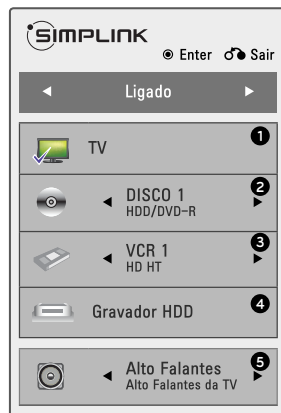 SIMPLINK
Enter Sair
Ligado
TV 1
DISCO 1 2
HDD/DVD-R
VCR 1 3
HD HT
Gravador HDD 4
Alto Falantes 5
Alto Falantes da TV